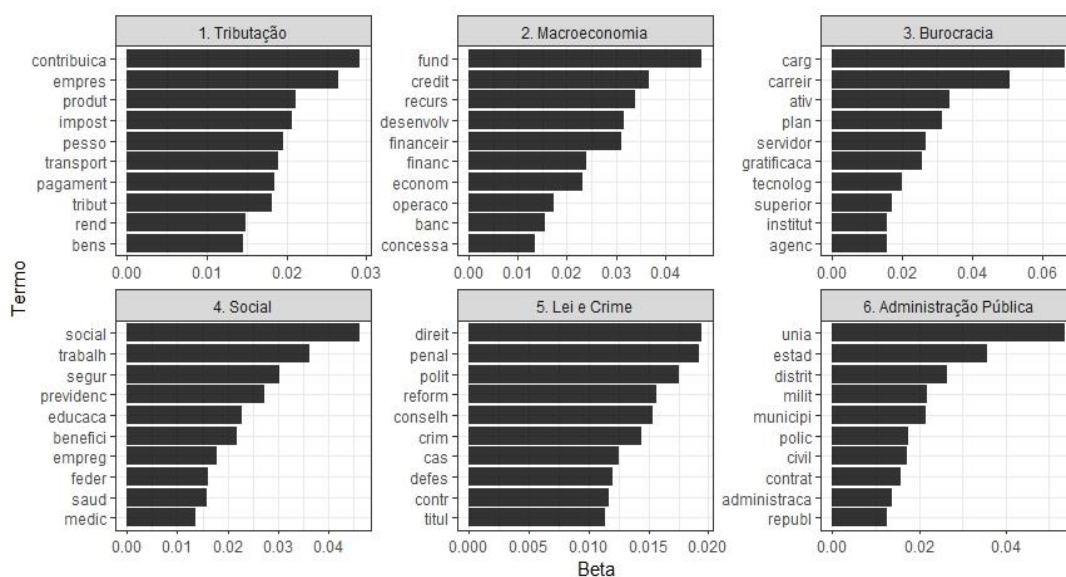 1. Tributação
contribuica
empres
produt
impost
pesso
transport
pagament
tribut
rend
bens
0.00 0.01 0.02 0.03
2. Macroeconomia
fund
credit
recurs
desenvolv
financeir
financ
econom
operaco
banc
concessa
0.00 0.01 0.02 0.03 0.04
3. Burocracia
carg
carreir
ativ
plan
servidor
gratificaca
tecnolog
superior
institut
agenc
0.00 0.02 0.04 0.06
Termo
4. Social
social
trabalh
segur
previdenc
educaca
benefici
empreg
feder
saud
medic
0.00 0.01 0.02 0.03 0.04
5. Lei e Crime
direit
penal
polit
reform
conselh
crim
cas
defes
contr
titul
0.000 0.005 0.010 0.015 0.020
6. Administração Pública
unia
estad
distrit
milit
municipi
polic
civil
contrat
administraca
republ
0.00 0.02 0.04
Beta